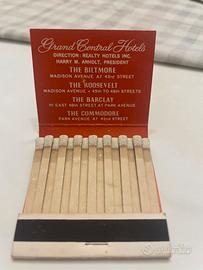 Grand Central Hotels
DIRECTION: REALTY HOTELS INC.
HARRY M. ANHOLT, PRESIDENT
THE BILTMORE
MADISON AVENUE AT 43rd STREET
THE ROOSEVELT
MADISON AVENUE • 45TH TO 46TH STREETS
THE BARCLAY
111 EAST 48TH STREET AT PARK AVENUE
THE COMMODORE
PARK AVENUE AT 42ND STREET
subito